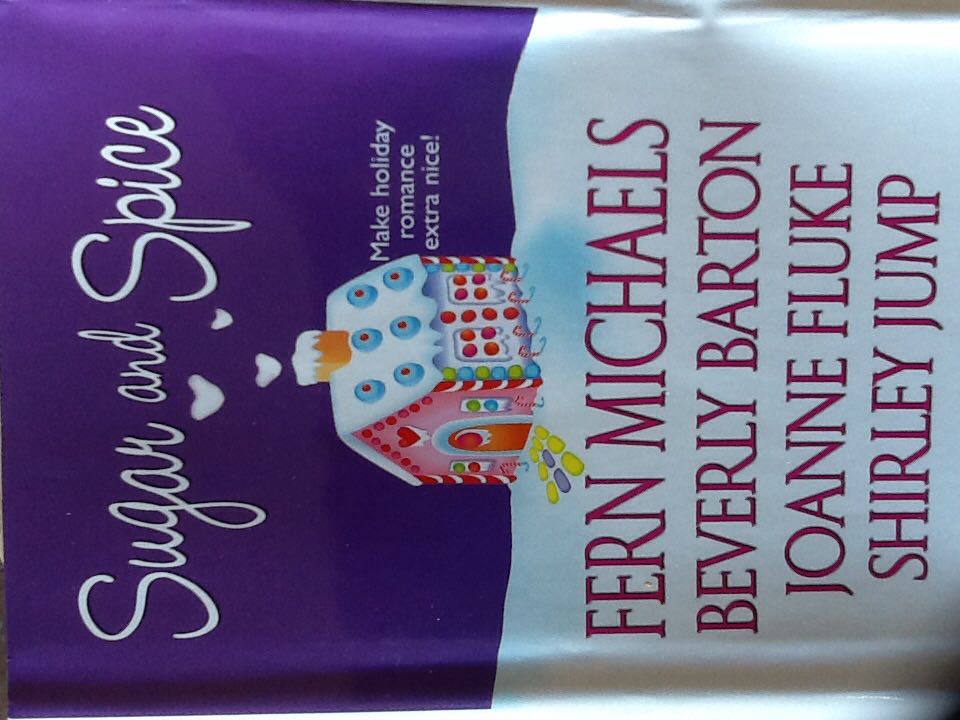 Sugar and Spice
Make holiday
romance
extra nice!
FERN MICHAELS
BEVERLY BARTON
JOANNE FLUKE
SHIRLEY JUMP